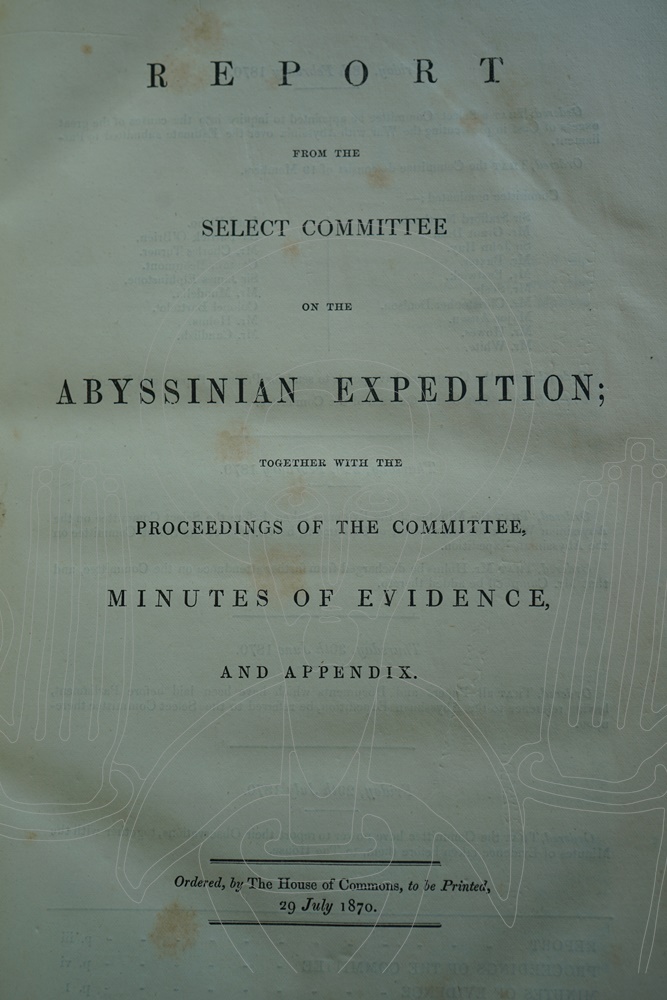 REPORT
FROM THE
SELECT COMMITTEE
ON THE
ABYSSINIAN EXPEDITION;
TOGETHER WITH THE
PROCEEDINGS OF THE COMMITTEE,
MINUTES OF EVIDENCE,
AND APPENDIX.
Ordered, by The House of Commons, to be Printed,
29 July 1870.